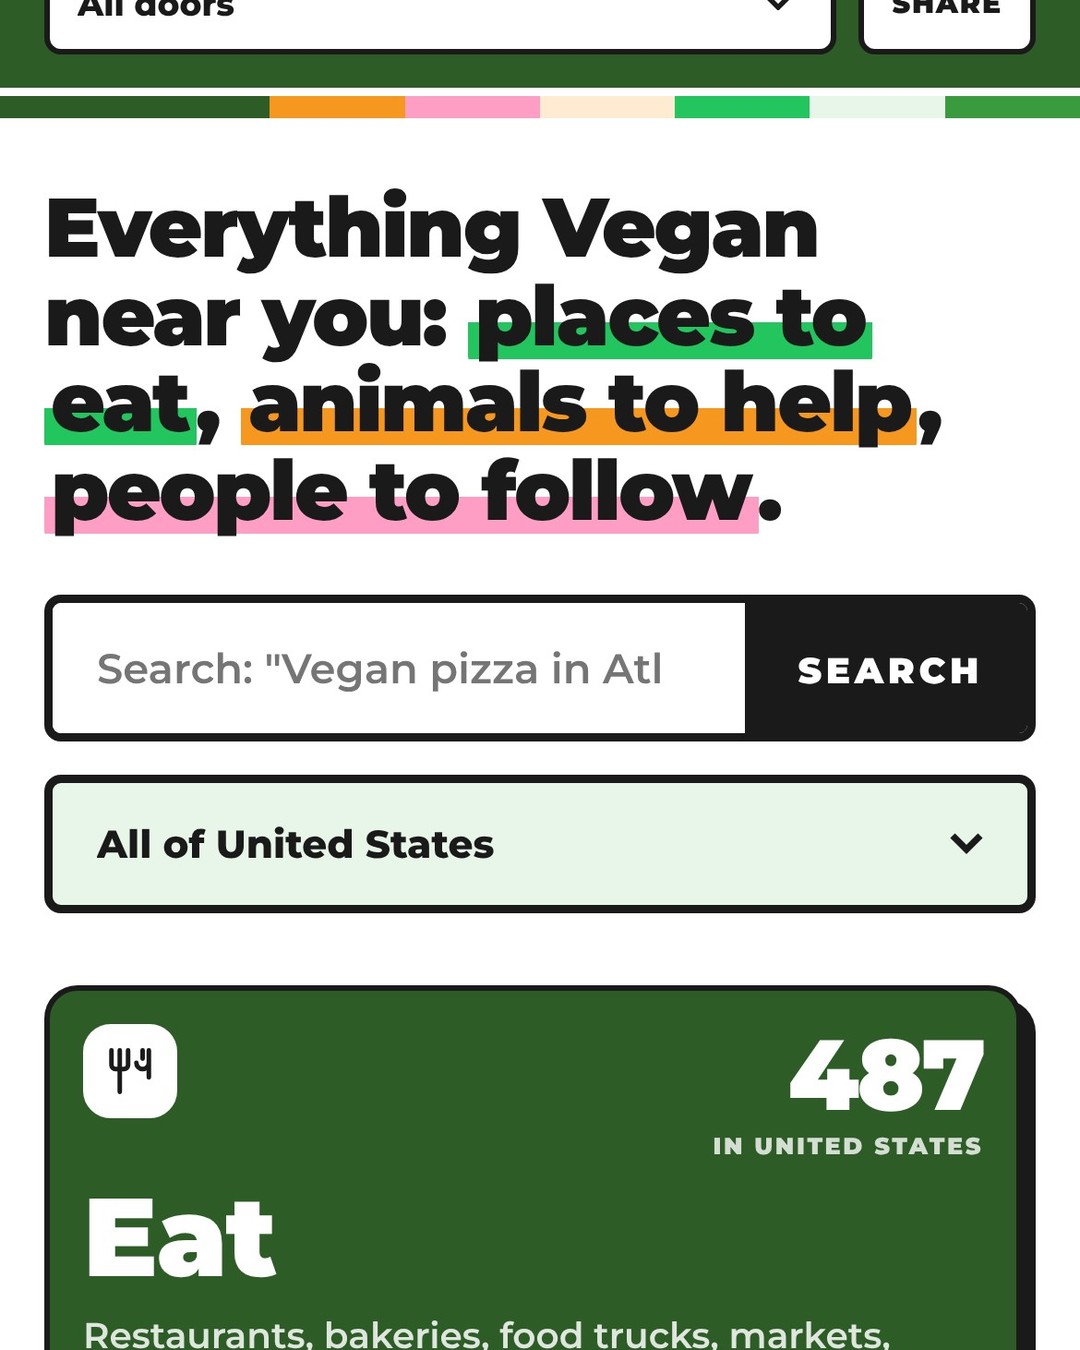 All doors
SHARE
Everything Vegan
near you: places to
eat, animals to help,
people to follow.
Search: "Vegan pizza in Atl
SEARCH
All of United States
487
IN UNITED STATES
Eat
Restaurants, bakeries, food trucks, markets,